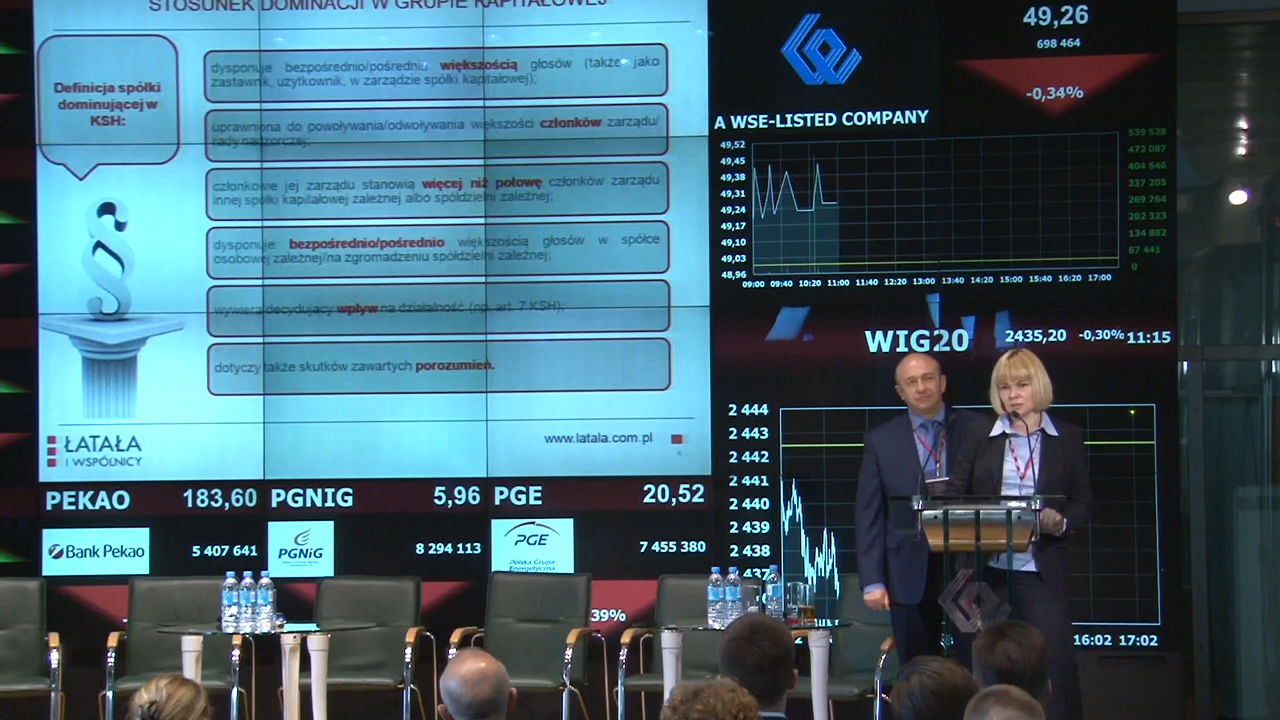 STOSUNEK DOMINACJI W GRUPIE KAPITAŁOWEJ
Definicja spółki
dominującej w
KSH:
dysponuje bezpośrednio/pośrednio większością głosów (także jako
zastawnik, użytkownik, w zarządzie spółki kapitałowej);
uprawniona do powoływania/odwoływania większości członków zarządu/
rady nadzorczej;
członkowie jej zarządu stanowią więcej niż połowę członków zarządu
innej spółki kapitałowej zależnej albo spółdzielni zależnej;
dysponuje bezpośrednio/pośrednio większością głosów w spółce
osobowej zależnej/na zgromadzeniu spółdzielni zależnej;
wywiera decydujący wpływ na działalność (np. art. 7 KSH);
dotyczy także skutków zawartych porozumień.
ŁATAŁA
I WSPÓLNICY
www.latala.com.pl
PEKAO 183,60
PGNIG 5,96
PGE 20,52
Bank Pekao 5 407 641
PGNiG 8 294 113
PGE
Polska Grupa
Energetyczna
7 455 380
39%
49,26
698 464
-0,34%
A WSE-LISTED COMPANY
49,52
49,45
49,38
49,31
49,24
49,17
49,10
49,03
48,96
539 528
472 087
404 646
337 205
269 764
202 323
134 882
67 441
0
09:00 09:40 10:20 11:00 11:40 12:20 13:00 13:40 14:20 15:00 15:40 16:20 17:00
WIG20 2435,20 -0,30% 11:15
2 444
2 443
2 442
2 441
2 440
2 439
2 438
16:02 17:02